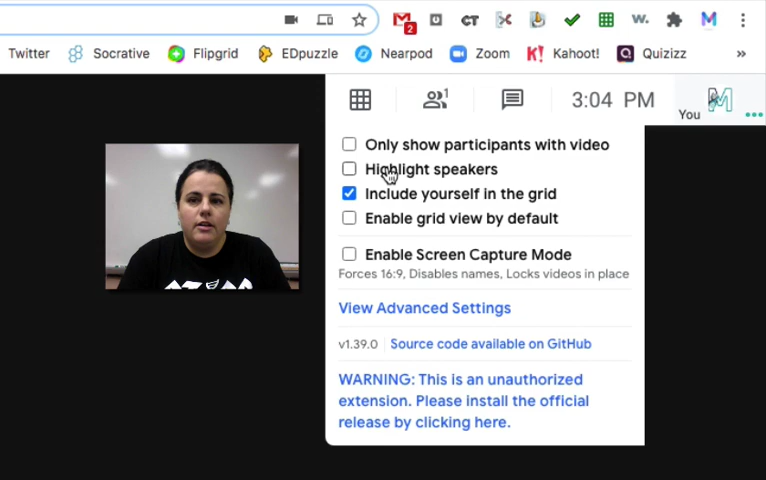 2 CT W.
Twitter Socrative Flipgrid EDpuzzle Nearpod Zoom K! Kahoot! Q Quizizz »
1 3:04 PM You M
Only show participants with video
Highlight speakers
Include yourself in the grid
Enable grid view by default
Enable Screen Capture Mode
Forces 16:9, Disables names, Locks videos in place
View Advanced Settings
v1.39.0 Source code available on GitHub
WARNING: This is an unauthorized
extension. Please install the official
release by clicking here.